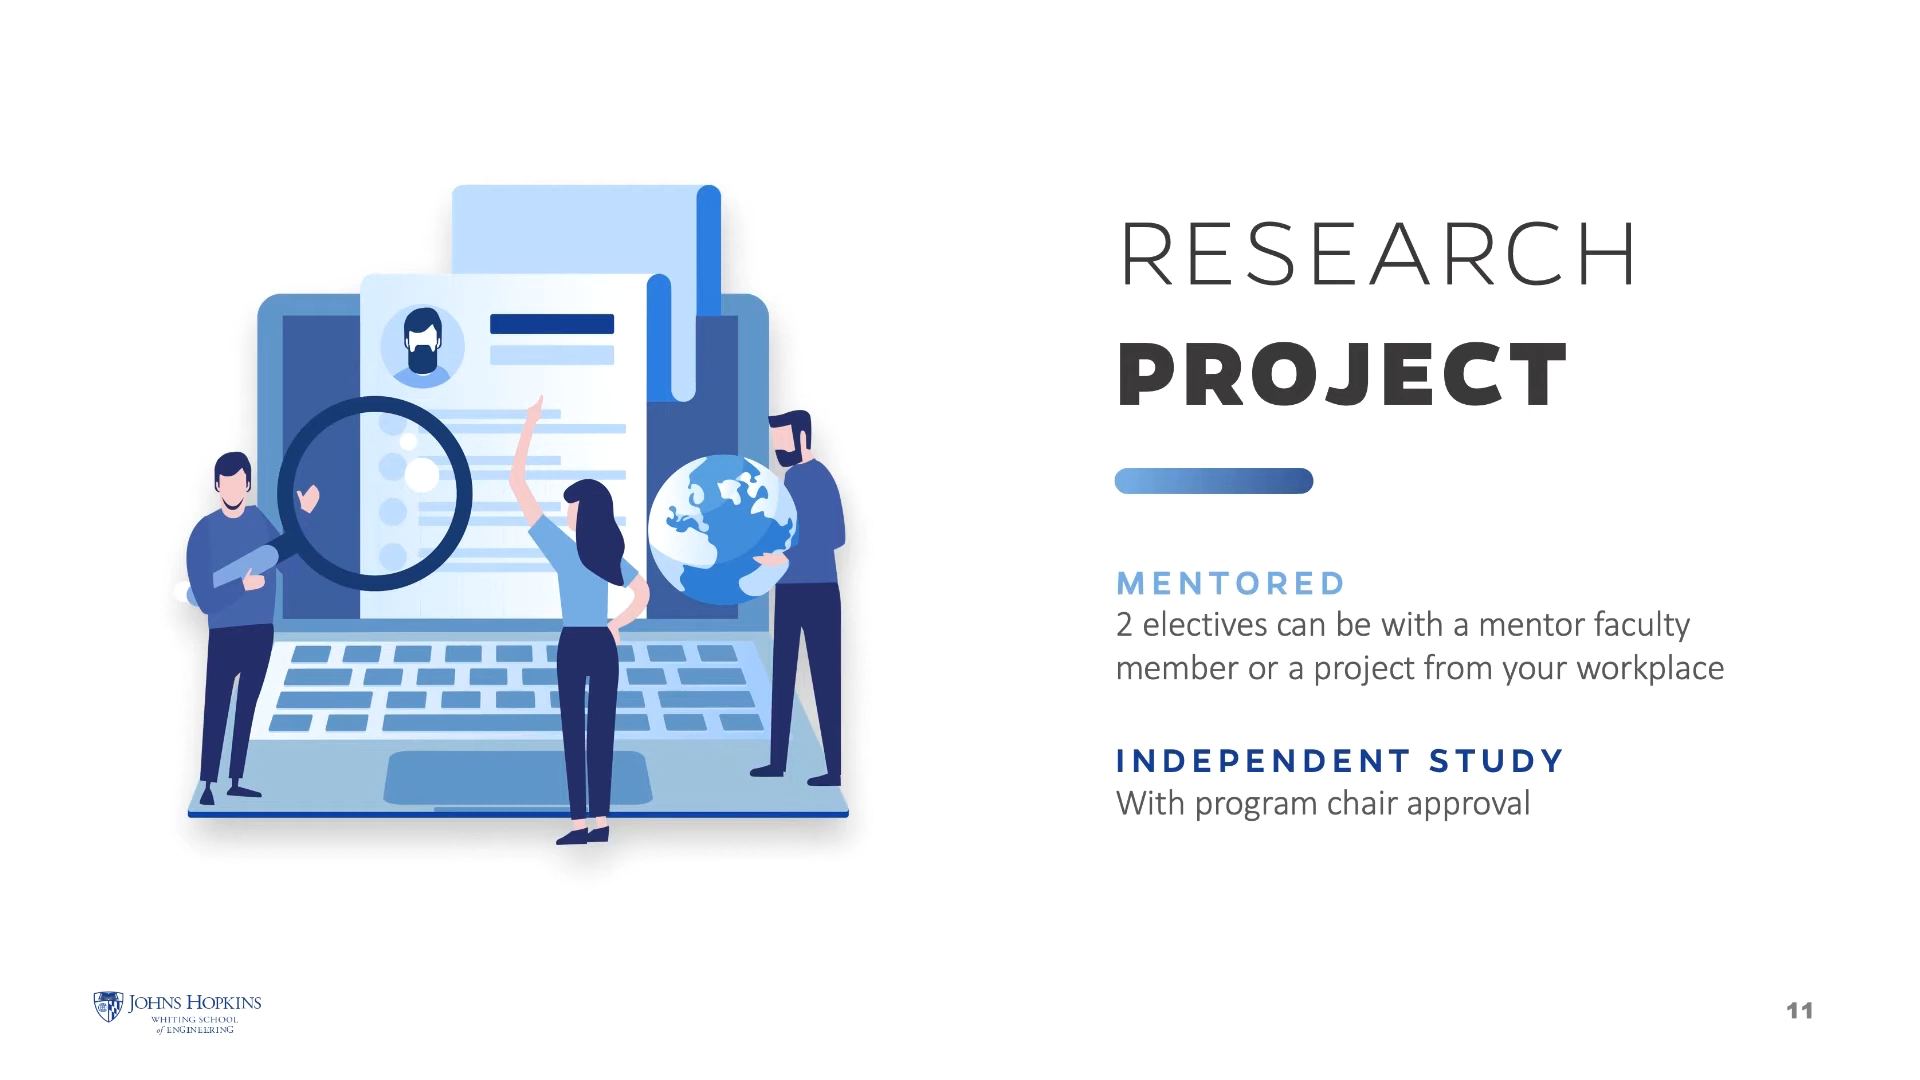 RESEARCH
PROJECT
MENTORED
2 electives can be with a mentor faculty
member or a project from your workplace
INDEPENDENT STUDY
With program chair approval
JOHNS HOPKINS
WHITING SCHOOL
of ENGINEERING
11